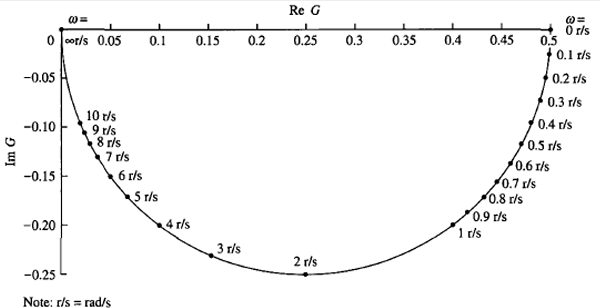 Re G
ω =
ω =
0
∞r/s
0.05
0.1
0.15
0.2
0.25
0.3
0.35
0.4
0.45
0.5
0 r/s
0.1 r/s
−0.05
0.2 r/s
0.3 r/s
−0.10
10 r/s
0.4 r/s
9 r/s
8 r/s
0.5 r/s
Im G
7 r/s
0.6 r/s
−0.15
6 r/s
0.7 r/s
5 r/s
0.8 r/s
0.9 r/s
−0.20
4 r/s
1 r/s
3 r/s
2 r/s
−0.25
Note: r/s = rad/s